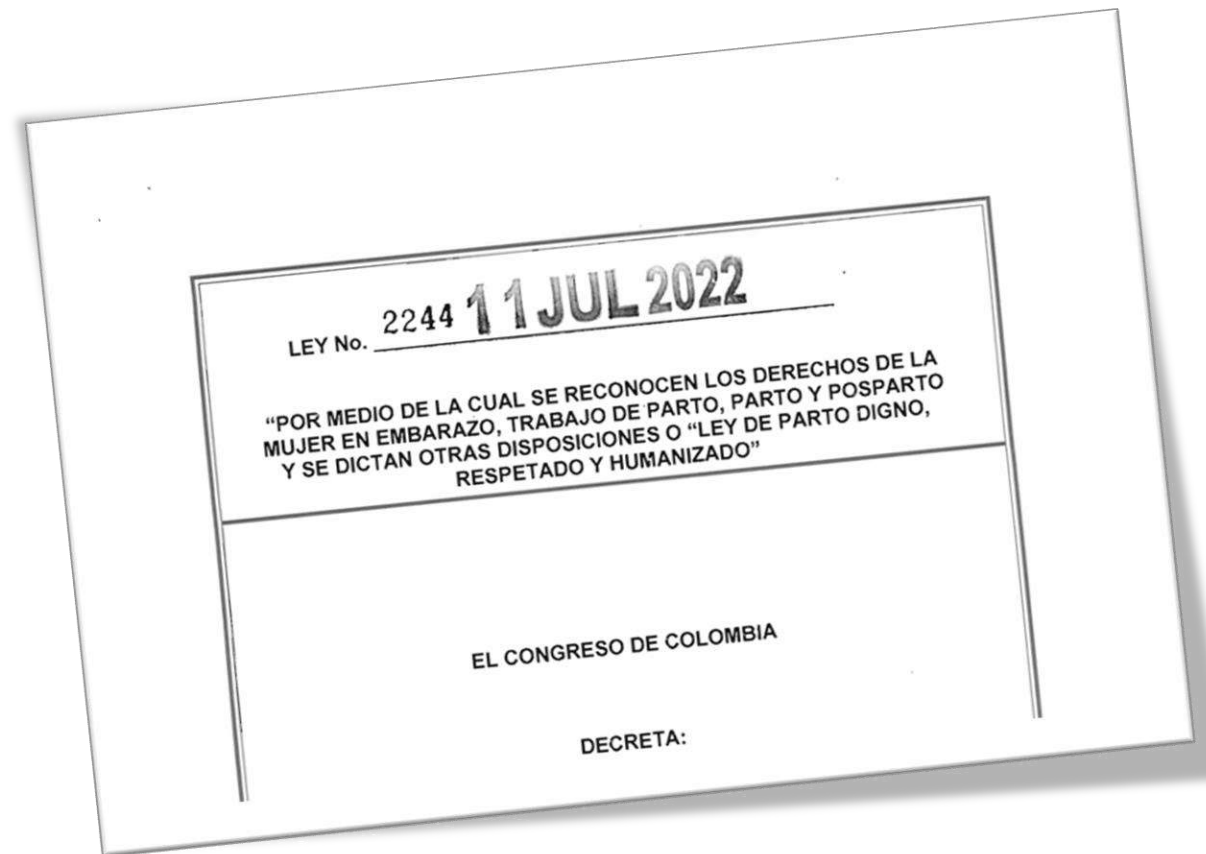 LEY No. 2244 11 JUL 2022
“POR MEDIO DE LA CUAL SE RECONOCEN LOS DERECHOS DE LA
MUJER EN EMBARAZO, TRABAJO DE PARTO, PARTO Y POSPARTO
Y SE DICTAN OTRAS DISPOSICIONES O “LEY DE PARTO DIGNO,
RESPETADO Y HUMANIZADO”
EL CONGRESO DE COLOMBIA
DECRETA: